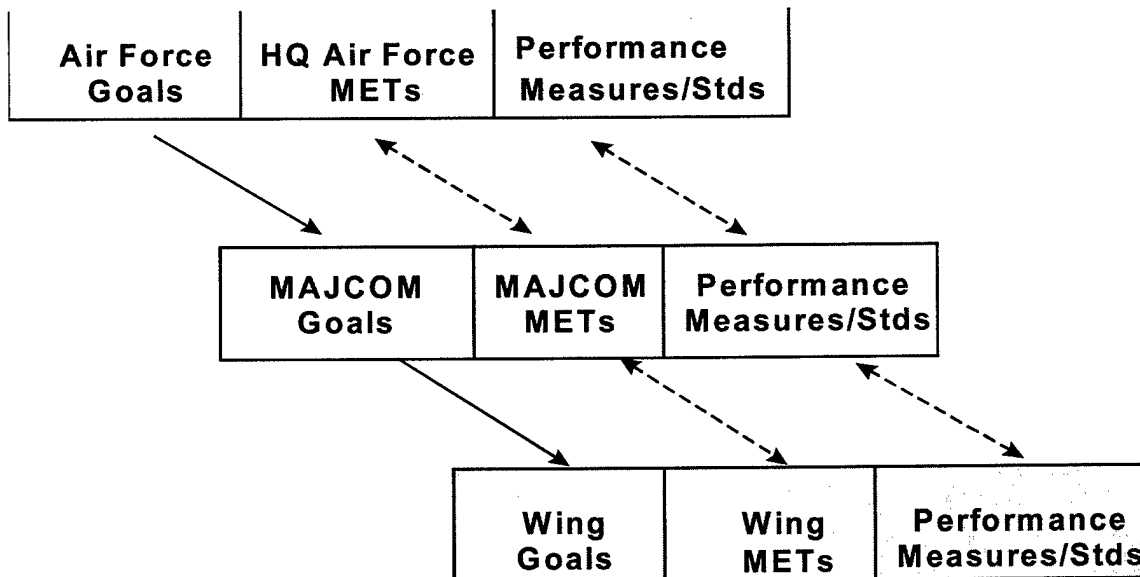 Air Force
Goals
HQ Air Force
METs
Performance
Measures/Stds
MAJCOM
Goals
MAJCOM
METs
Performance
Measures/Stds
Wing
Goals
Wing
METs
Performance
Measures/Stds